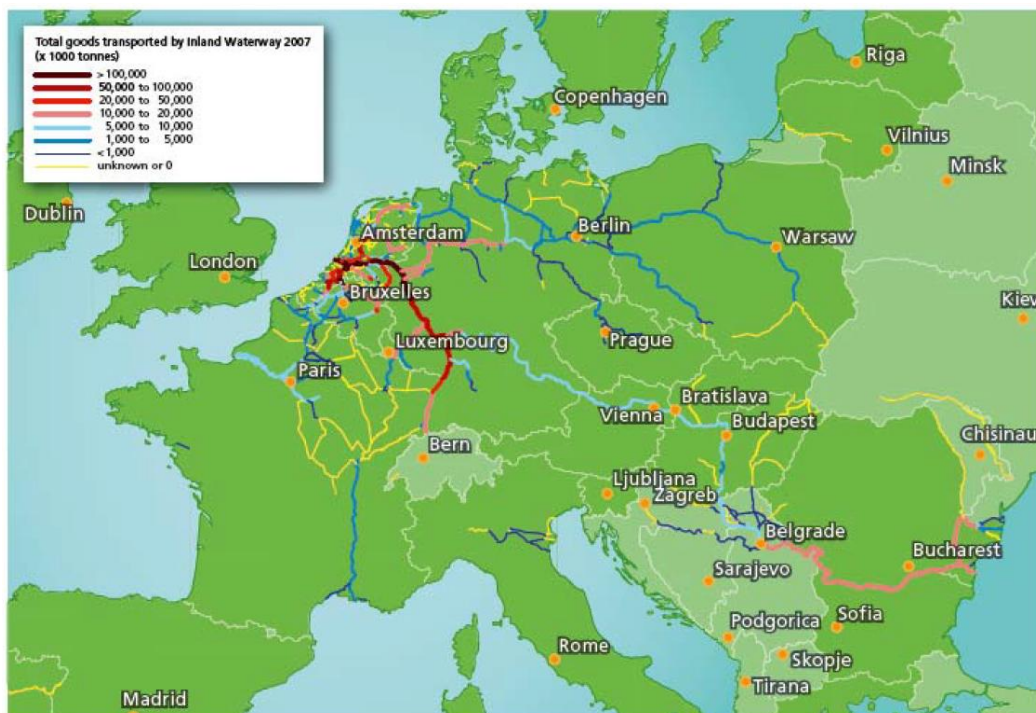 Total goods transported by Inland Waterway 2007
(x 1000 tonnes)
> 100,000
50,000 to 100,000
20,000 to 50,000
10,000 to 20,000
5,000 to 10,000
1,000 to 5,000
< 1,000
unknown or 0
Riga
Copenhagen
Vilnius
Minsk
Dublin
Amsterdam
Berlin
Warsaw
London
Bruxelles
Kiev
Luxembourg
Prague
Paris
Bratislava
Vienna
Budapest
Bern
Chisinau
Ljubljana
Zagreb
Belgrade
Bucharest
Sarajevo
Podgorica
Sofia
Rome
Skopje
Tirana
Madrid